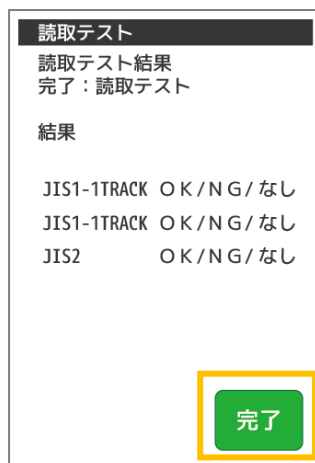 読取テスト
読取テスト結果
完了：読取テスト
結果
JIS1-1TRACK ＯＫ/ＮＧ/なし
JIS1-1TRACK ＯＫ/ＮＧ/なし
JIS2 ＯＫ/ＮＧ/なし
完了